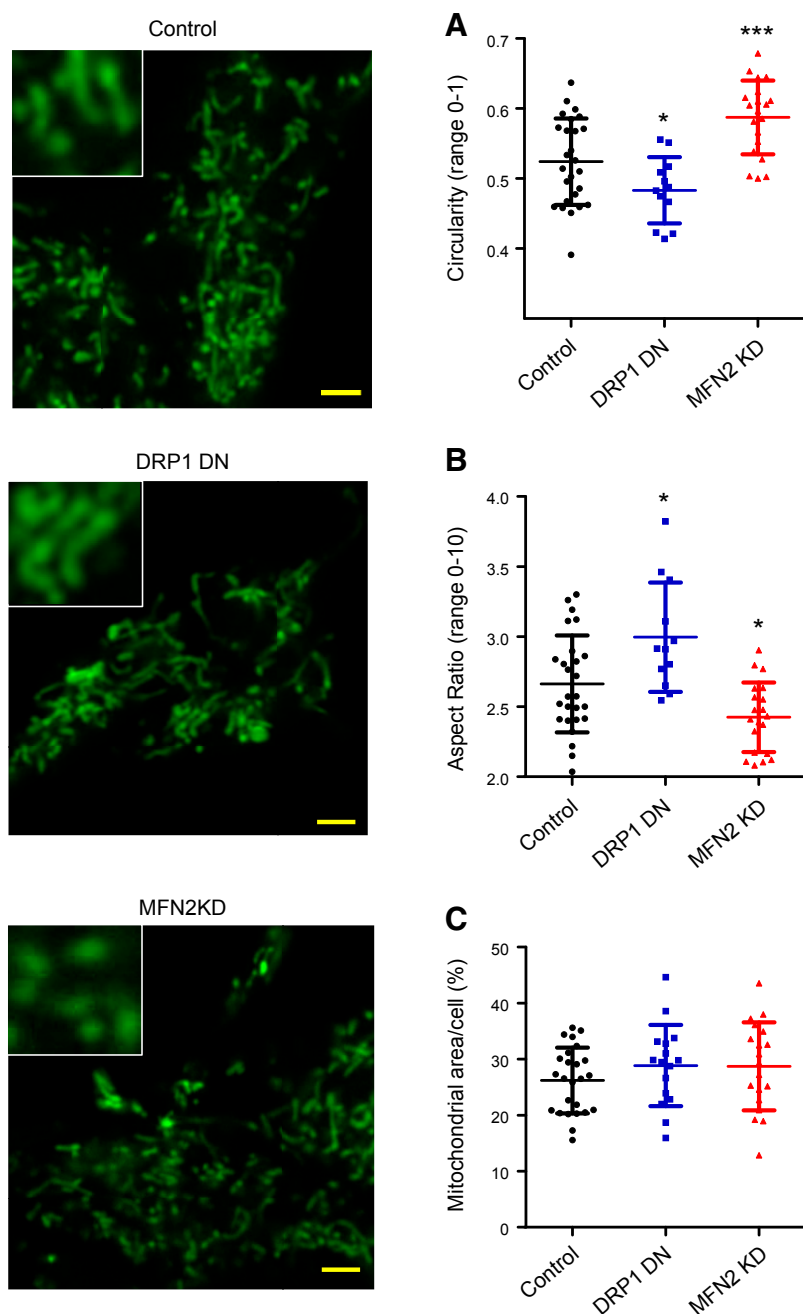 Control
DRP1 DN
MFN2KD
A
***
*
Circularity (range 0-1)
0.7
0.6
0.5
0.4
Control
DRP1 DN
MFN2 KD
B
*
*
Aspect Ratio (range 0-10)
4.0
3.5
3.0
2.5
2.0
Control
DRP1 DN
MFN2 KD
C
Mitochondrial area/cell (%)
50
40
30
20
10
0
Control
DRP1 DN
MFN2 KD